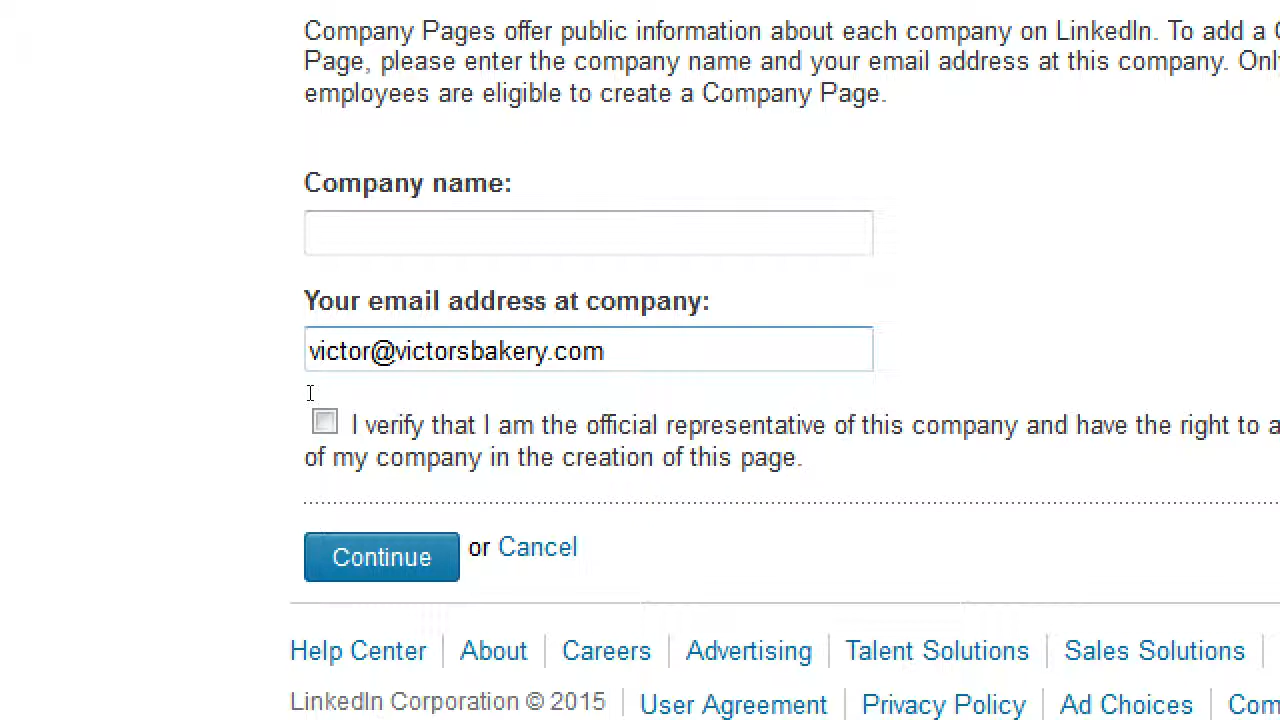 Company Pages offer public information about each company on LinkedIn. To add a
Page, please enter the company name and your email address at this company. Only
employees are eligible to create a Company Page.
Company name:
Your email address at company:
victor@victorsbakery.com
I verify that I am the official representative of this company and have the right to
of my company in the creation of this page.
Continue or Cancel
Help Center | About | Careers | Advertising | Talent Solutions | Sales Solutions |
LinkedIn Corporation © 2015 | User Agreement | Privacy Policy | Ad Choices |